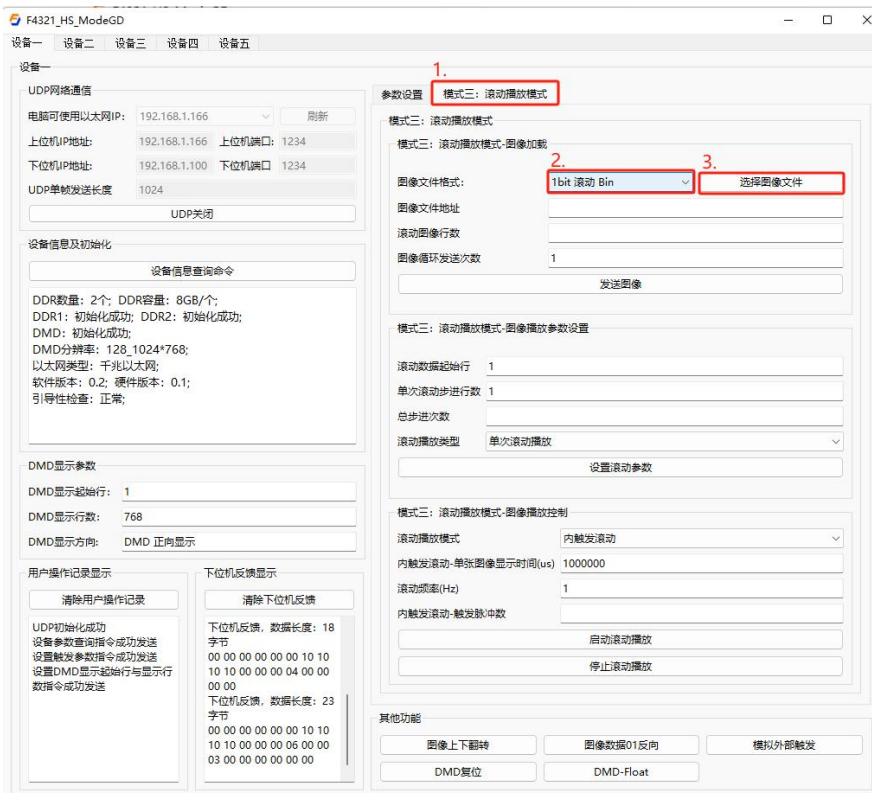 F4321_HS_ModeGD
设备一 设备二 设备三 设备四 设备五
设备一
UDP网络通信
电脑可使用以太网IP: 192.168.1.166 刷新
上位机IP地址: 192.168.1.166 上位机端口: 1234
下位机IP地址: 192.168.1.100 下位机端口 1234
UDP单帧发送长度 1024
UDP关闭
设备信息及初始化
设备信息查询命令
DDR数量: 2个; DDR容量: 8GB/个;
DDR1: 初始化成功; DDR2: 初始化成功;
DMD: 初始化成功;
DMD分辨率: 128_1024*768;
以太网类型: 千兆以太网;
软件版本: 0.2; 硬件版本: 0.1;
引导性检查: 正常;
DMD显示参数
DMD显示起始行: 1
DMD显示行数: 768
DMD显示方向: DMD 正向显示
用户操作记录显示
清除用户操作记录
UDP初始化成功
设备参数查询指令成功发送
设置触发参数指令成功发送
设置DMD显示起始行与显示行
数指令成功发送
下位机反馈显示
清除下位机反馈
下位机反馈, 数据长度: 18
字节
00 00 00 00 00 00 10 10
10 10 00 00 00 04 00 00
00 00
下位机反馈, 数据长度: 23
字节
00 00 00 00 00 00 10 10
10 10 00 00 00 06 00 00
03 00 00 00 00 00 00
1.
参数设置 模式三: 滚动播放模式
模式三: 滚动播放模式
模式三: 滚动播放模式-图像加载
2. 3.
图像文件格式: 1bit 滚动 Bin 选择图像文件
图像文件地址
滚动图像行数
图像循环发送次数 1
发送图像
模式三: 滚动播放模式-图像播放参数设置
滚动数据起始行 1
单次滚动步进行数 1
总步进次数
滚动播放类型 单次滚动播放
设置滚动参数
模式三: 滚动播放模式-图像播放控制
滚动播放模式 内触发滚动
内触发滚动-单张图像显示时间(us) 1000000
滚动频率(Hz) 1
内触发滚动-触发脉冲数
启动滚动播放
停止滚动播放
其他功能
图像上下翻转 图像数据01反向 模拟外部触发
DMD复位 DMD-Float